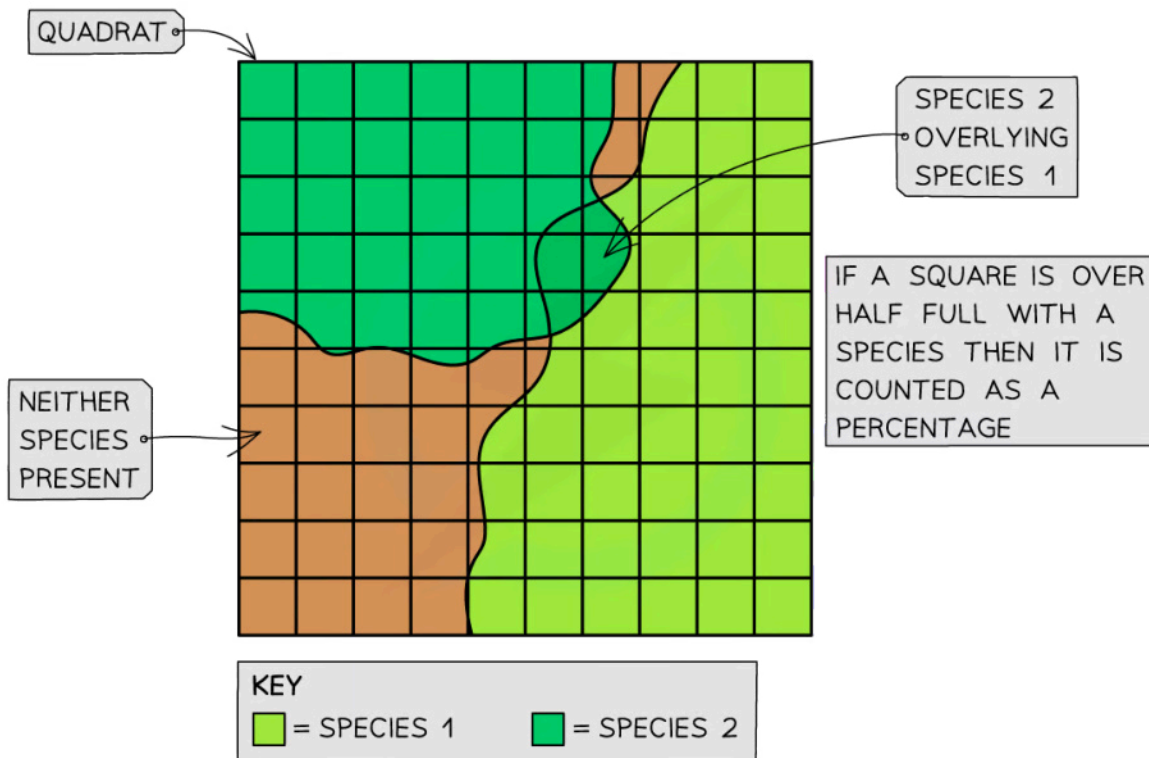 QUADRAT
SPECIES 2
OVERLYING
SPECIES 1
IF A SQUARE IS OVER
HALF FULL WITH A
SPECIES THEN IT IS
COUNTED AS A
PERCENTAGE
NEITHER
SPECIES
PRESENT
KEY
= SPECIES 1 = SPECIES 2